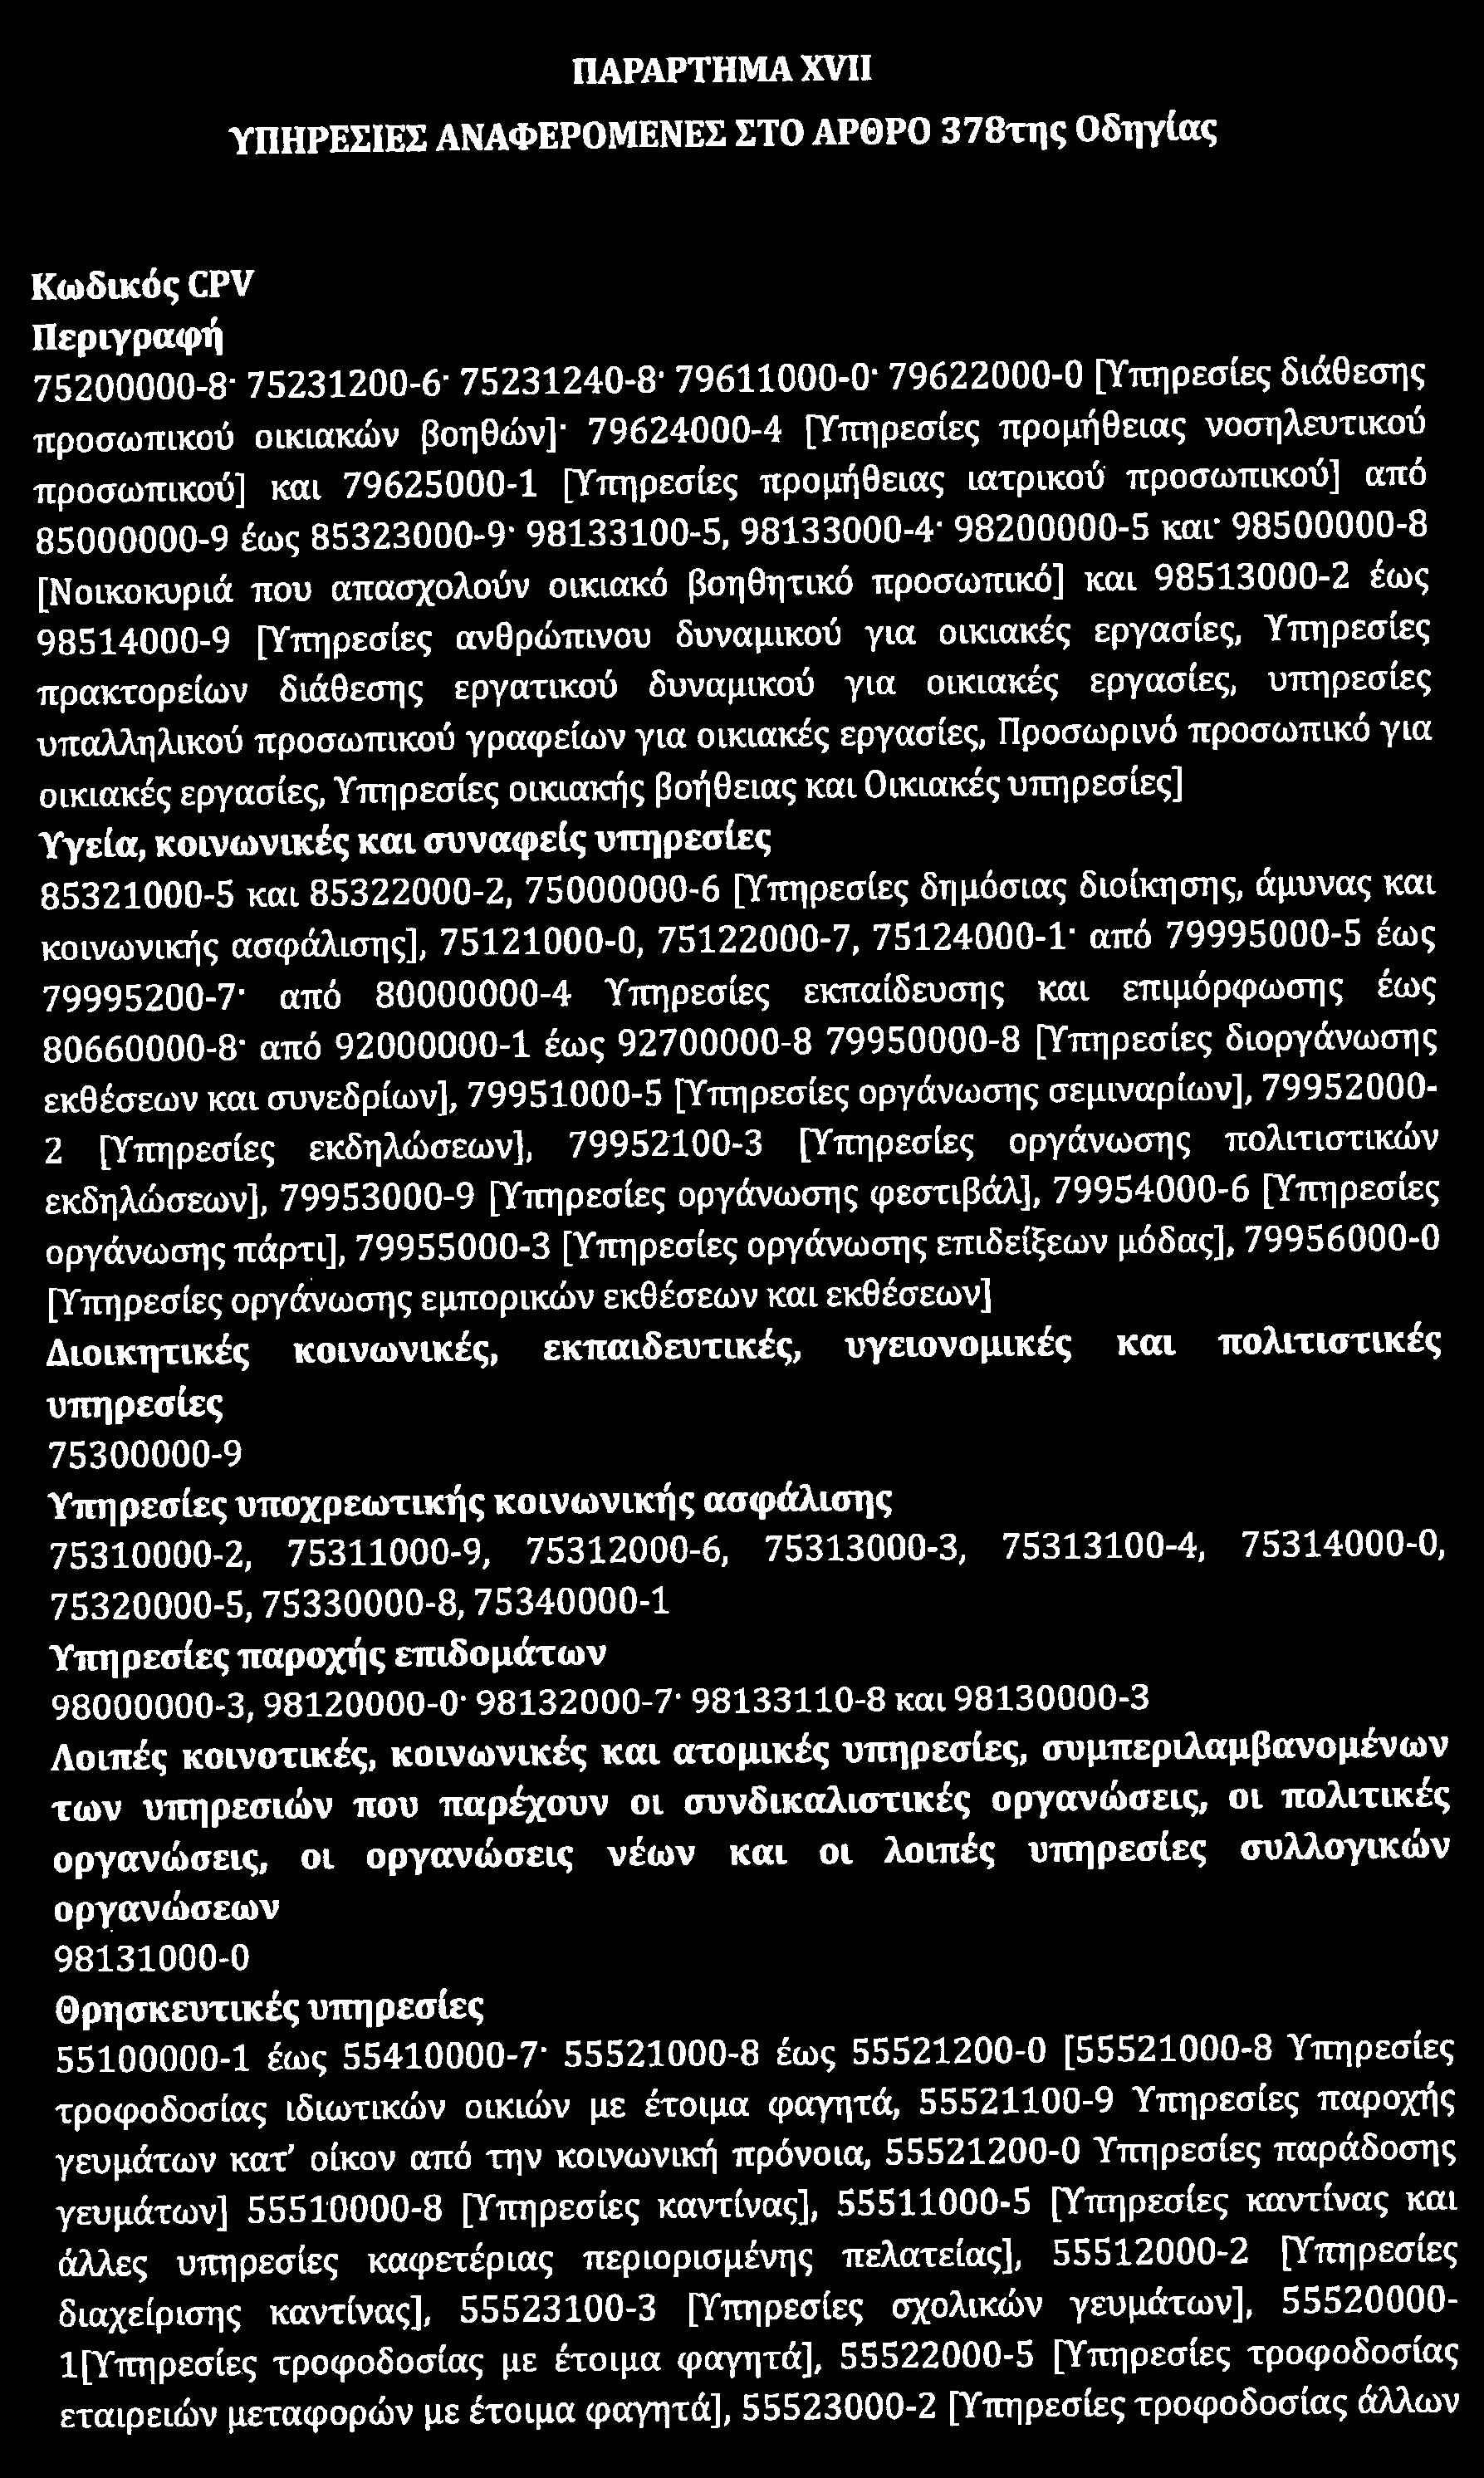 ΠΑΡΑΡΤΗΜΑ XVII
ΥΠΗΡΕΣΙΕΣ ΑΝΑΦΕΡΟΜΕΝΕΣ ΣΤΟ ΑΡΘΡΟ 378της Οδηγίας
Κωδικός CPV
Περιγραφή
75200000-8· 75231200-6· 75231240-8· 79611000-0· 79622000-0 [Υπηρεσίες διάθεσης
προσωπικού οικιακών βοηθών]· 79624000-4 [Υπηρεσίες προμήθειας νοσηλευτικού
προσωπικού] και 79625000-1 [Υπηρεσίες προμήθειας ιατρικού προσωπικού] από
85000000-9 έως 85323000-9· 98133100-5, 98133000-4· 98200000-5 και· 98500000-8
[Νοικοκυριά που απασχολούν οικιακό βοηθητικό προσωπικό] και 98513000-2 έως
98514000-9 [Υπηρεσίες ανθρώπινου δυναμικού για οικιακές εργασίες, Υπηρεσίες
πρακτορείων διάθεσης εργατικού δυναμικού για οικιακές εργασίες, υπηρεσίες
υπαλληλικού προσωπικού γραφείων για οικιακές εργασίες, Προσωρινό προσωπικό για
οικιακές εργασίες, Υπηρεσίες οικιακής βοήθειας και Οικιακές υπηρεσίες]
Υγεία, κοινωνικές και συναφείς υπηρεσίες
85321000-5 και 85322000-2, 75000000-6 [Υπηρεσίες δημόσιας διοίκησης, άμυνας και
κοινωνικής ασφάλισης], 75121000-0, 75122000-7, 75124000-1· από 79995000-5 έως
79995200-7· από 80000000-4 Υπηρεσίες εκπαίδευσης και επιμόρφωσης έως
80660000-8· από 92000000-1 έως 92700000-8 79950000-8 [Υπηρεσίες διοργάνωσης
εκθέσεων και συνεδρίων], 79951000-5 [Υπηρεσίες οργάνωσης σεμιναρίων], 79952000-
2 [Υπηρεσίες εκδηλώσεων], 79952100-3 [Υπηρεσίες οργάνωσης πολιτιστικών
εκδηλώσεων], 79953000-9 [Υπηρεσίες οργάνωσης φεστιβάλ], 79954000-6 [Υπηρεσίες
οργάνωσης πάρτι], 79955000-3 [Υπηρεσίες οργάνωσης επιδείξεων μόδας], 79956000-0
[Υπηρεσίες οργάνωσης εμπορικών εκθέσεων και εκθέσεων]
Διοικητικές κοινωνικές, εκπαιδευτικές, υγειονομικές και πολιτιστικές
υπηρεσίες
75300000-9
Υπηρεσίες υποχρεωτικής κοινωνικής ασφάλισης
75310000-2, 75311000-9, 75312000-6, 75313000-3, 75313100-4, 75314000-0,
75320000-5, 75330000-8, 75340000-1
Υπηρεσίες παροχής επιδομάτων
98000000-3, 98120000-0· 98132000-7· 98133110-8 και 98130000-3
Λοιπές κοινοτικές, κοινωνικές και ατομικές υπηρεσίες, συμπεριλαμβανομένων
των υπηρεσιών που παρέχουν οι συνδικαλιστικές οργανώσεις, οι πολιτικές
οργανώσεις, οι οργανώσεις νέων και οι λοιπές υπηρεσίες συλλογικών
οργανώσεων
98131000-0
Θρησκευτικές υπηρεσίες
55100000-1 έως 55410000-7· 55521000-8 έως 55521200-0 [55521000-8 Υπηρεσίες
τροφοδοσίας ιδιωτικών οικιών με έτοιμα φαγητά, 55521100-9 Υπηρεσίες παροχής
γευμάτων κατ’ οίκον από την κοινωνική πρόνοια, 55521200-0 Υπηρεσίες παράδοσης
γευμάτων] 55510000-8 [Υπηρεσίες καντίνας], 55511000-5 [Υπηρεσίες καντίνας και
άλλες υπηρεσίες καφετέριας περιορισμένης πελατείας], 55512000-2 [Υπηρεσίες
διαχείρισης καντίνας], 55523100-3 [Υπηρεσίες σχολικών γευμάτων], 55520000-
1[Υπηρεσίες τροφοδοσίας με έτοιμα φαγητά], 55522000-5 [Υπηρεσίες τροφοδοσίας
εταιρειών μεταφορών με έτοιμα φαγητά], 55523000-2 [Υπηρεσίες τροφοδοσίας άλλων